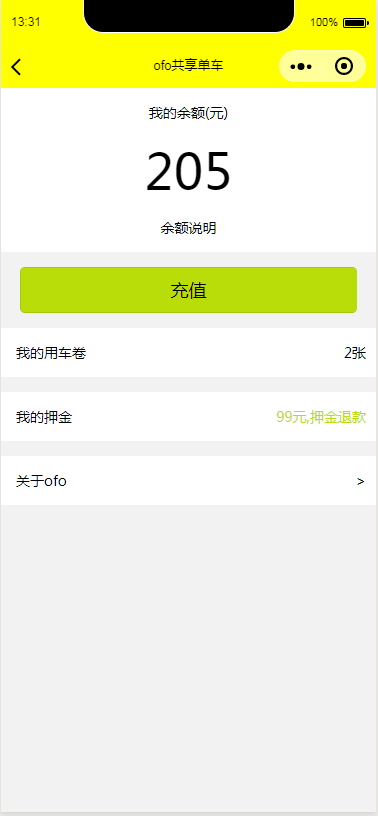 13:31 100%
ofo共享单车
我的余额(元)
205
余额说明
充值
我的用车卷 2张
我的押金 99元,押金退款
关于ofo >